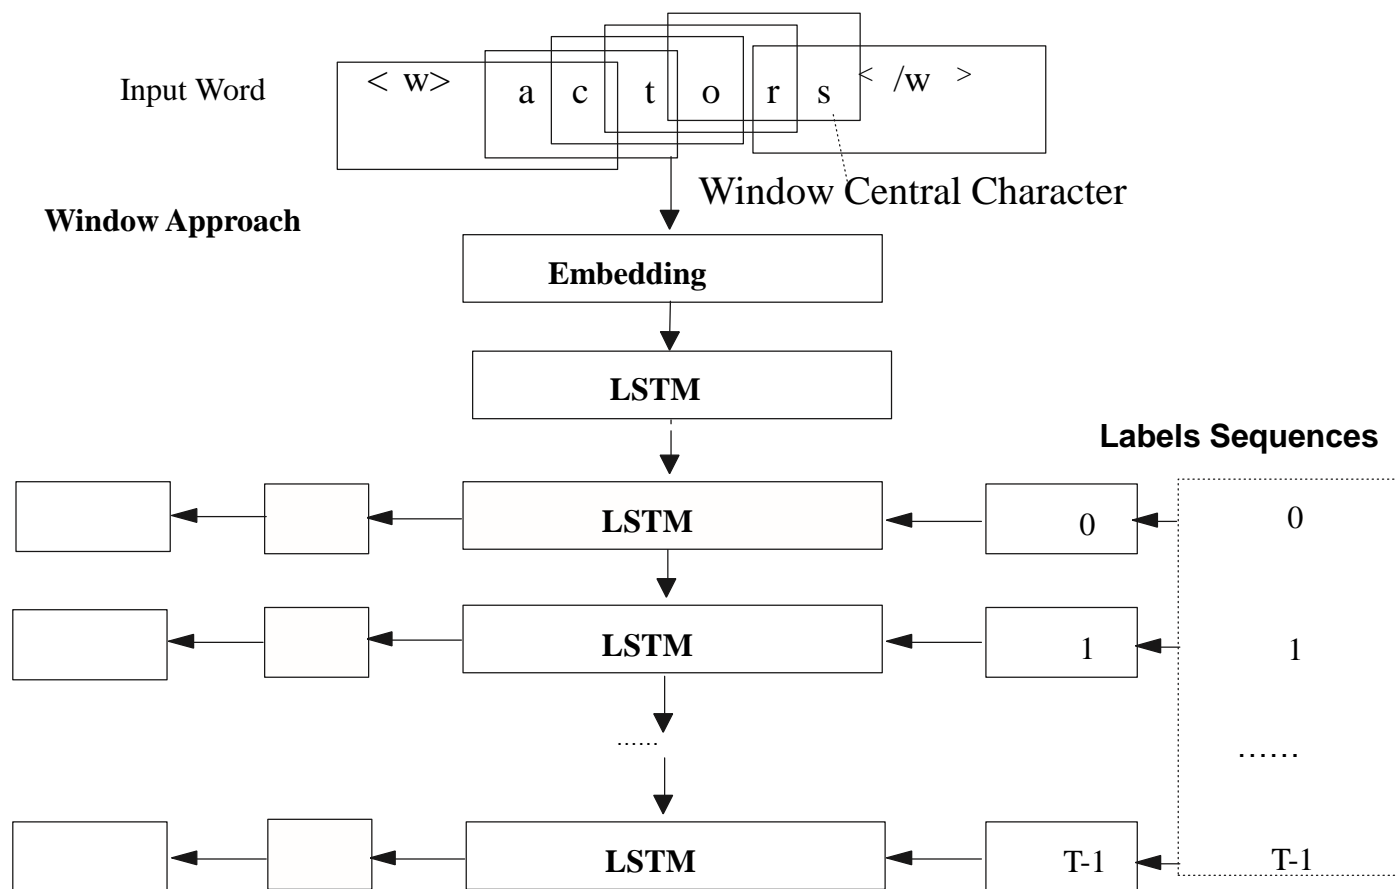 Input Word < w> a c t o r s < /w >
Window Central Character
Window Approach
Embedding
LSTM
Labels Sequences
LSTM 0 0
LSTM 1 1
...... ......
LSTM T-1 T-1